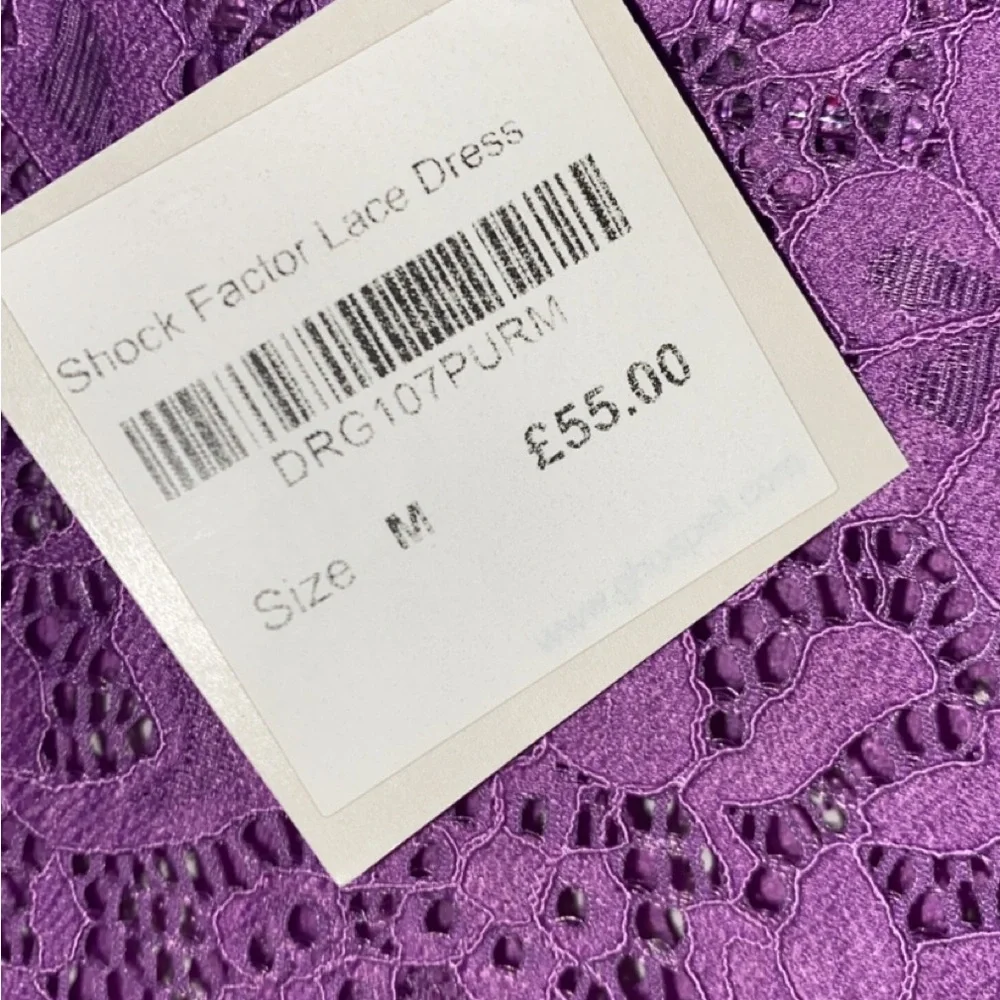 Shock Factor Lace Dress
DRG107PURM
£55.00
Size M